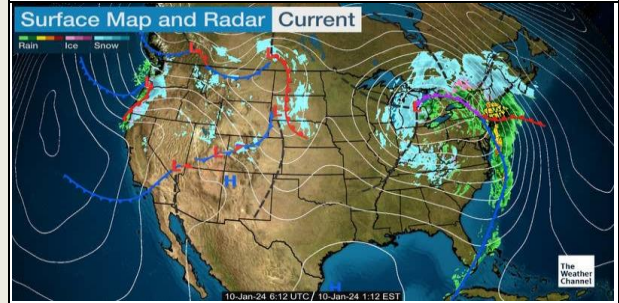 Surface Map and Radar Current
Rain Ice Snow
L
L
L
L
L
L
H
H
The
Weather
Channel
10-Jan-24 6:12 UTC / 10-Jan-24 1:12 EST